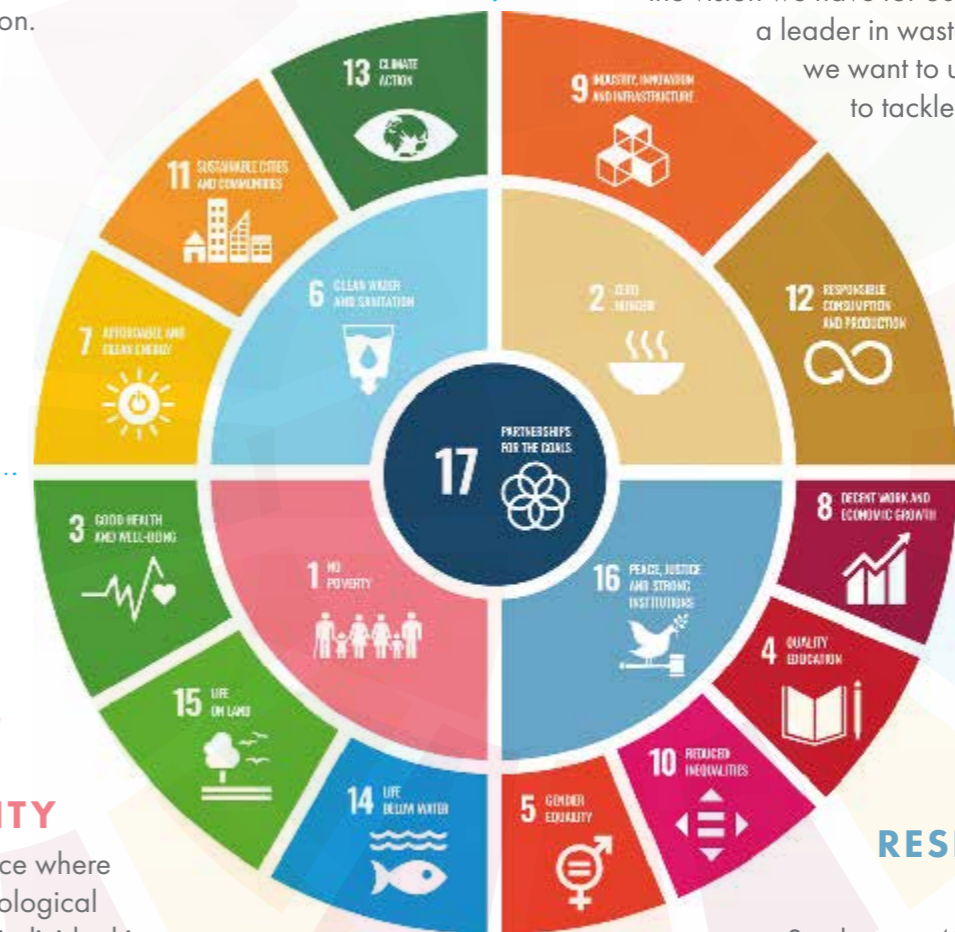 on.
a leader in wast
we want to u
to tackle
13 CLIMATE
ACTION
9 INDUSTRY, INNOVATION
AND INFRASTRUCTURE
11 SUSTAINABLE CITIES
AND COMMUNITIES
6 CLEAN WATER
AND SANITATION
2 ZERO
HUNGER
12 RESPONSIBLE
CONSUMPTION
AND PRODUCTION
7 AFFORDABLE AND
CLEAN ENERGY
17 PARTNERSHIPS
FOR THE GOALS
...
3 GOOD HEALTH
AND WELL-BEING
8 DECENT WORK AND
ECONOMIC GROWTH
1 NO
POVERTY
16 PEACE, JUSTICE
AND STRONG
INSTITUTIONS
4 QUALITY
EDUCATION
15 LIFE
ON LAND
10 REDUCED
INEQUALITIES
14 LIFE
BELOW WATER
5 GENDER
EQUALITY
ITY
ce where
ological
RESI